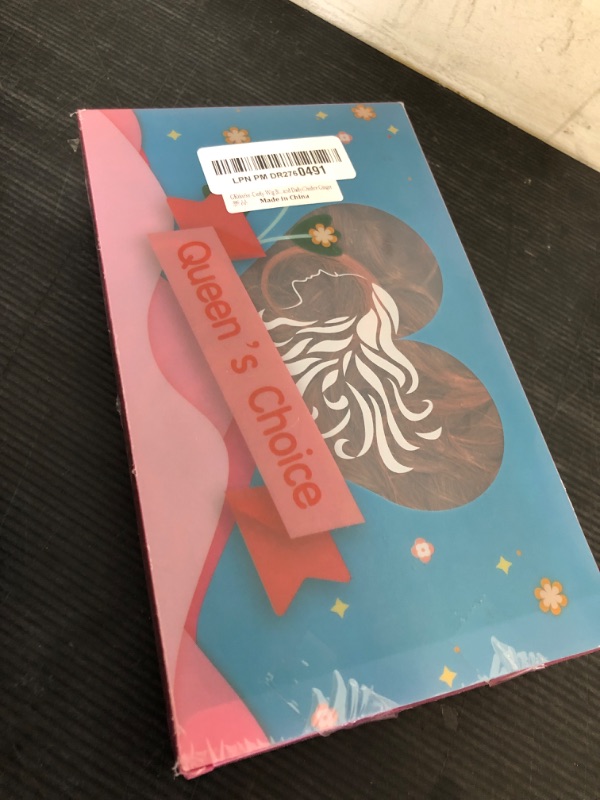 LPN PM DR2760491
Made in China
Queen's Choice